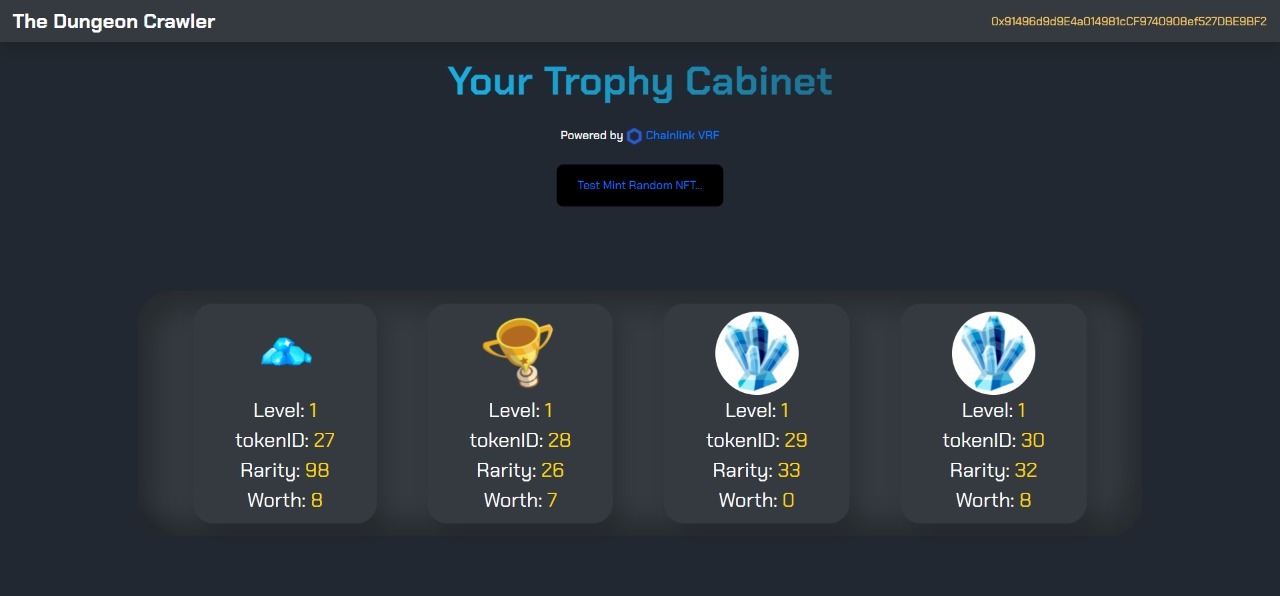 The Dungeon Crawler
0x91496d9d9E4a014981cCF9740908ef527DBE9BF2
Your Trophy Cabinet
Powered by Chainlink VRF
Test Mint Random NFT...
Level: 1
tokenID: 27
Rarity: 98
Worth: 8
Level: 1
tokenID: 28
Rarity: 26
Worth: 7
Level: 1
tokenID: 29
Rarity: 33
Worth: 0
Level: 1
tokenID: 30
Rarity: 32
Worth: 8